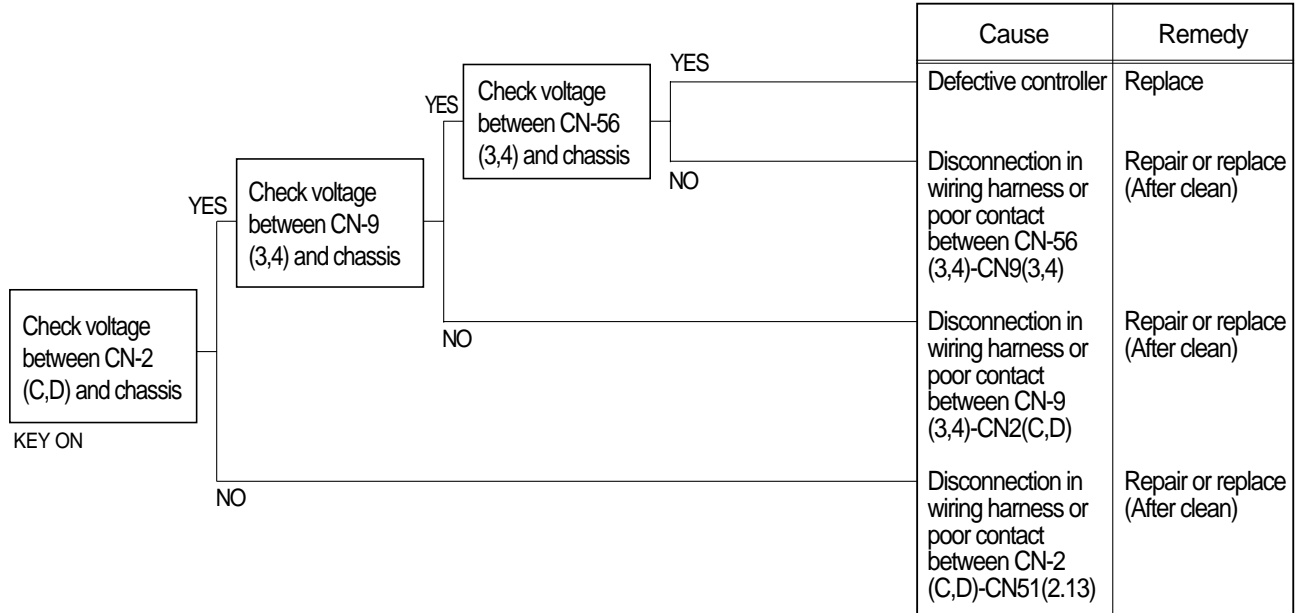 Cause
Remedy
YES
Defective controller
Replace
YES
Check voltage
between CN-56
(3,4) and chassis
NO
Disconnection in
wiring harness or
poor contact
between CN-56
(3,4)-CN9(3,4)
Repair or replace
(After clean)
YES
Check voltage
between CN-9
(3,4) and chassis
NO
Disconnection in
wiring harness or
poor contact
between CN-9
(3,4)-CN2(C,D)
Repair or replace
(After clean)
Check voltage
between CN-2
(C,D) and chassis
KEY ON
NO
Disconnection in
wiring harness or
poor contact
between CN-2
(C,D)-CN51(2.13)
Repair or replace
(After clean)